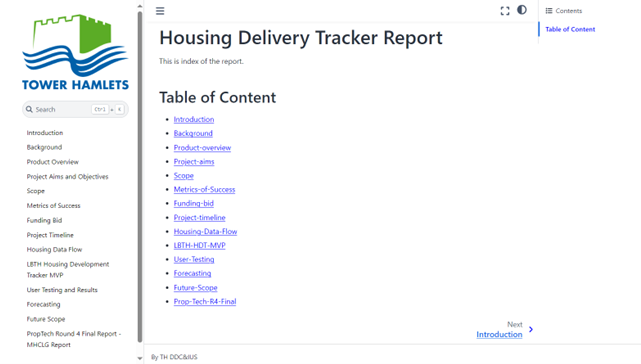 TOWER HAMLETS
Search Ctrl + K
Introduction
Background
Product Overview
Project Aims and Objectives
Scope
Metrics of Success
Funding Bid
Project Timeline
Housing Data Flow
LBTH Housing Development
Tracker MVP
User Testing and Results
Forecasting
Future Scope
PropTech Round 4 Final Report -
MHCLG Report
Housing Delivery Tracker Report
This is index of the report.
Table of Content
Introduction
Background
Product-overview
Project-aims
Scope
Metrics-of-Success
Funding-bid
Project-timeline
Housing-Data-Flow
LBTH-HDT-MVP
User-Testing
Forecasting
Future-Scope
Prop-Tech-R4-Final
Next
Introduction
By TH DDC&IUS
Contents
Table of Content